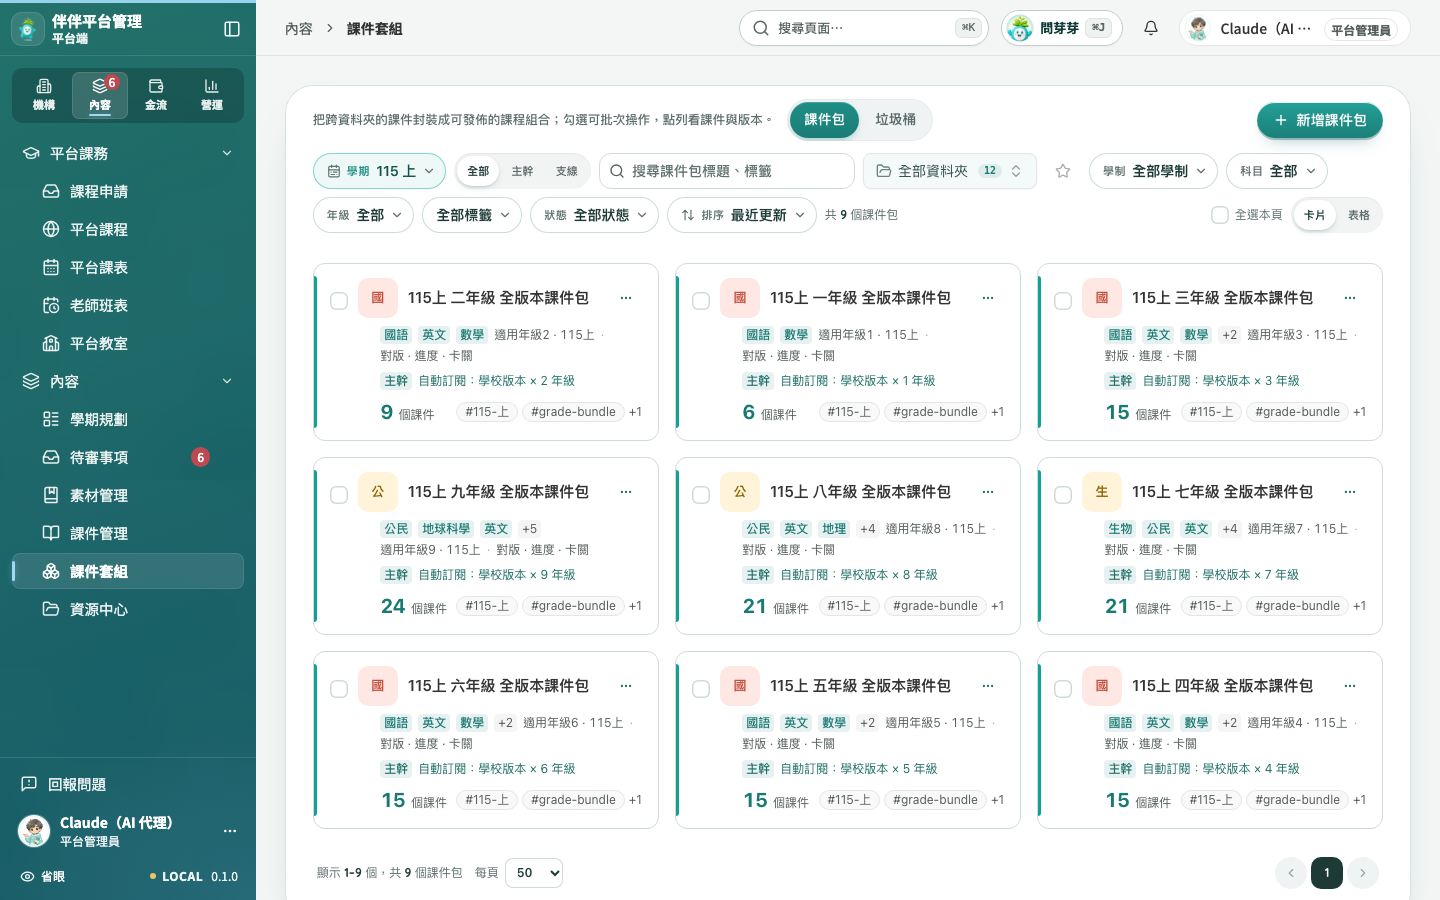 伴伴平台管理
平台端
機構
內容
6
金流
營運
平台課務
課程申請
平台課程
平台課表
老師班表
平台教室
內容
學期規劃
待審事項
6
素材管理
課件管理
課件套組
資源中心
回報問題
Claude（AI 代理）
平台管理員
省眼
LOCAL 0.1.0
內容
課件套組
搜尋頁面…
⌘K
問芽芽
⌘J
Claude（AI …
平台管理員
把跨資料夾的課件封裝成可發佈的課程組合；勾選可批次操作，點列看課件與版本。
課件包
垃圾桶
新增課件包
學期 115 上
全部
主幹
支線
搜尋課件包標題、標籤
全部資料夾 12
學制 全部學制
科目 全部
年級 全部
全部標籤
狀態 全部狀態
排序 最近更新
共 9 個課件包
全選本頁
卡片
表格
國
115上 二年級 全版本課件包
國語 英文 數學 適用年級2 · 115上 ·
對版 · 進度 · 卡關
主幹 自動訂閱：學校版本 × 2 年級
9 個課件 #115-上 #grade-bundle +1
國
115上 一年級 全版本課件包
國語 數學 適用年級1 · 115上 ·
對版 · 進度 · 卡關
主幹 自動訂閱：學校版本 × 1 年級
6 個課件 #115-上 #grade-bundle +1
國
115上 三年級 全版本課件包
國語 英文 數學 +2 適用年級3 · 115上 ·
對版 · 進度 · 卡關
主幹 自動訂閱：學校版本 × 3 年級
15 個課件 #115-上 #grade-bundle +1
公
115上 九年級 全版本課件包
公民 地球科學 英文 +5
適用年級9 · 115上 · 對版 · 進度 · 卡關
主幹 自動訂閱：學校版本 × 9 年級
24 個課件 #115-上 #grade-bundle +1
公
115上 八年級 全版本課件包
公民 英文 地理 +4 適用年級8 · 115上 ·
對版 · 進度 · 卡關
主幹 自動訂閱：學校版本 × 8 年級
21 個課件 #115-上 #grade-bundle +1
生
115上 七年級 全版本課件包
生物 公民 英文 +4 適用年級7 · 115上 ·
對版 · 進度 · 卡關
主幹 自動訂閱：學校版本 × 7 年級
21 個課件 #115-上 #grade-bundle +1
國
115上 六年級 全版本課件包
國語 英文 數學 +2 適用年級6 · 115上 ·
對版 · 進度 · 卡關
主幹 自動訂閱：學校版本 × 6 年級
15 個課件 #115-上 #grade-bundle +1
國
115上 五年級 全版本課件包
國語 英文 數學 +2 適用年級5 · 115上 ·
對版 · 進度 · 卡關
主幹 自動訂閱：學校版本 × 5 年級
15 個課件 #115-上 #grade-bundle +1
國
115上 四年級 全版本課件包
國語 英文 數學 +2 適用年級4 · 115上 ·
對版 · 進度 · 卡關
主幹 自動訂閱：學校版本 × 4 年級
15 個課件 #115-上 #grade-bundle +1
顯示 1–9 個，共 9 個課件包 每頁 50
1